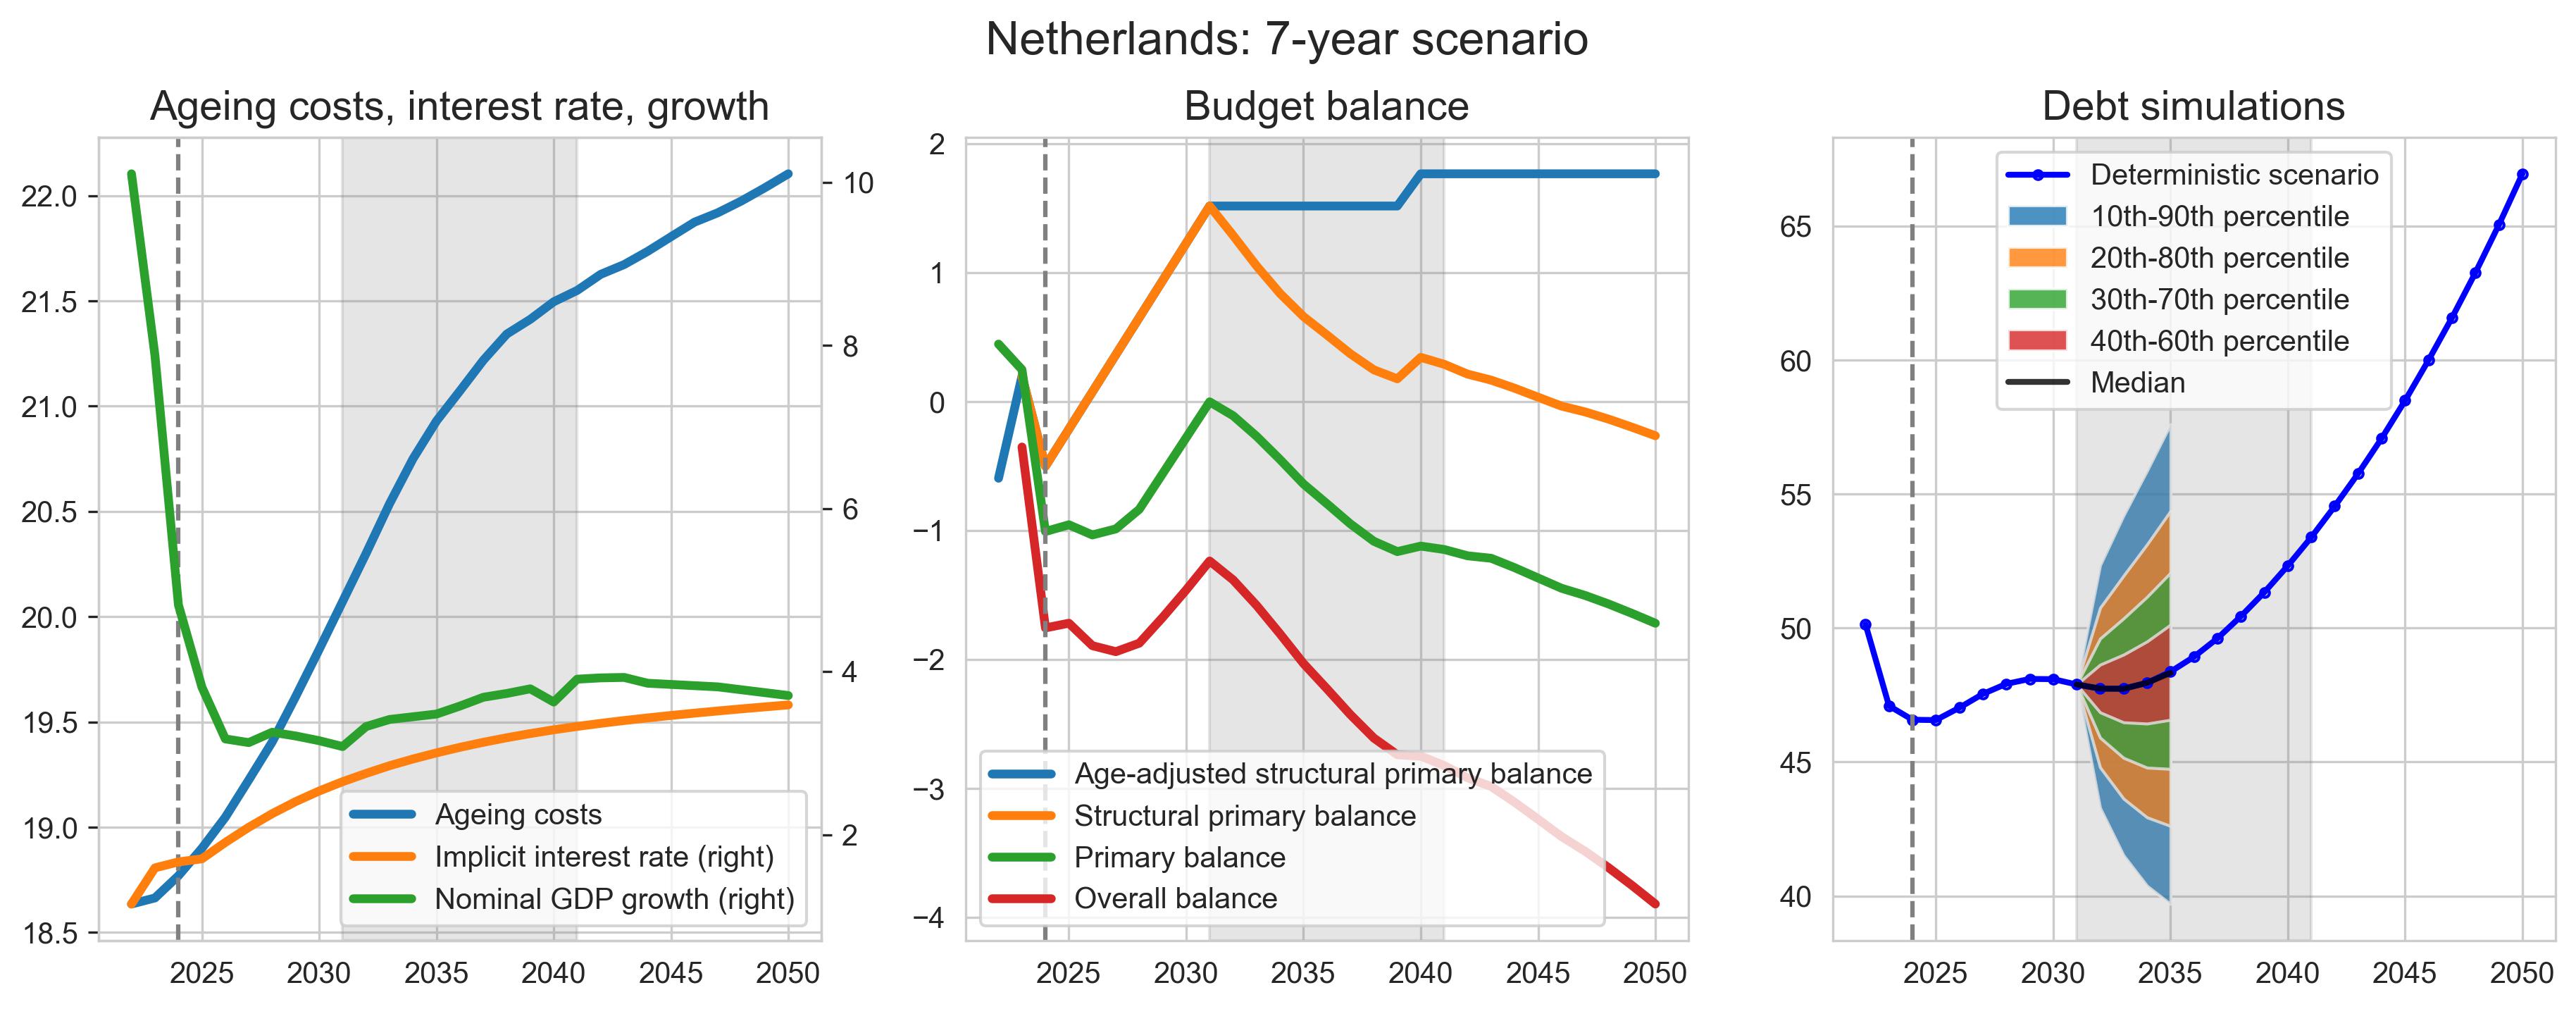 Netherlands: 7-year scenario
Ageing costs, interest rate, growth
22.0
21.5
21.0
20.5
20.0
19.5
19.0
18.5
10
8
6
4
2
Ageing costs
Implicit interest rate (right)
Nominal GDP growth (right)
2025 2030 2035 2040 2045 2050
Budget balance
2
1
0
−1
−2
−3
−4
Age-adjusted structural primary balance
Structural primary balance
Primary balance
Overall balance
2025 2030 2035 2040 2045 2050
Debt simulations
65
60
55
50
45
40
Deterministic scenario
10th-90th percentile
20th-80th percentile
30th-70th percentile
40th-60th percentile
Median
2025 2030 2035 2040 2045 2050